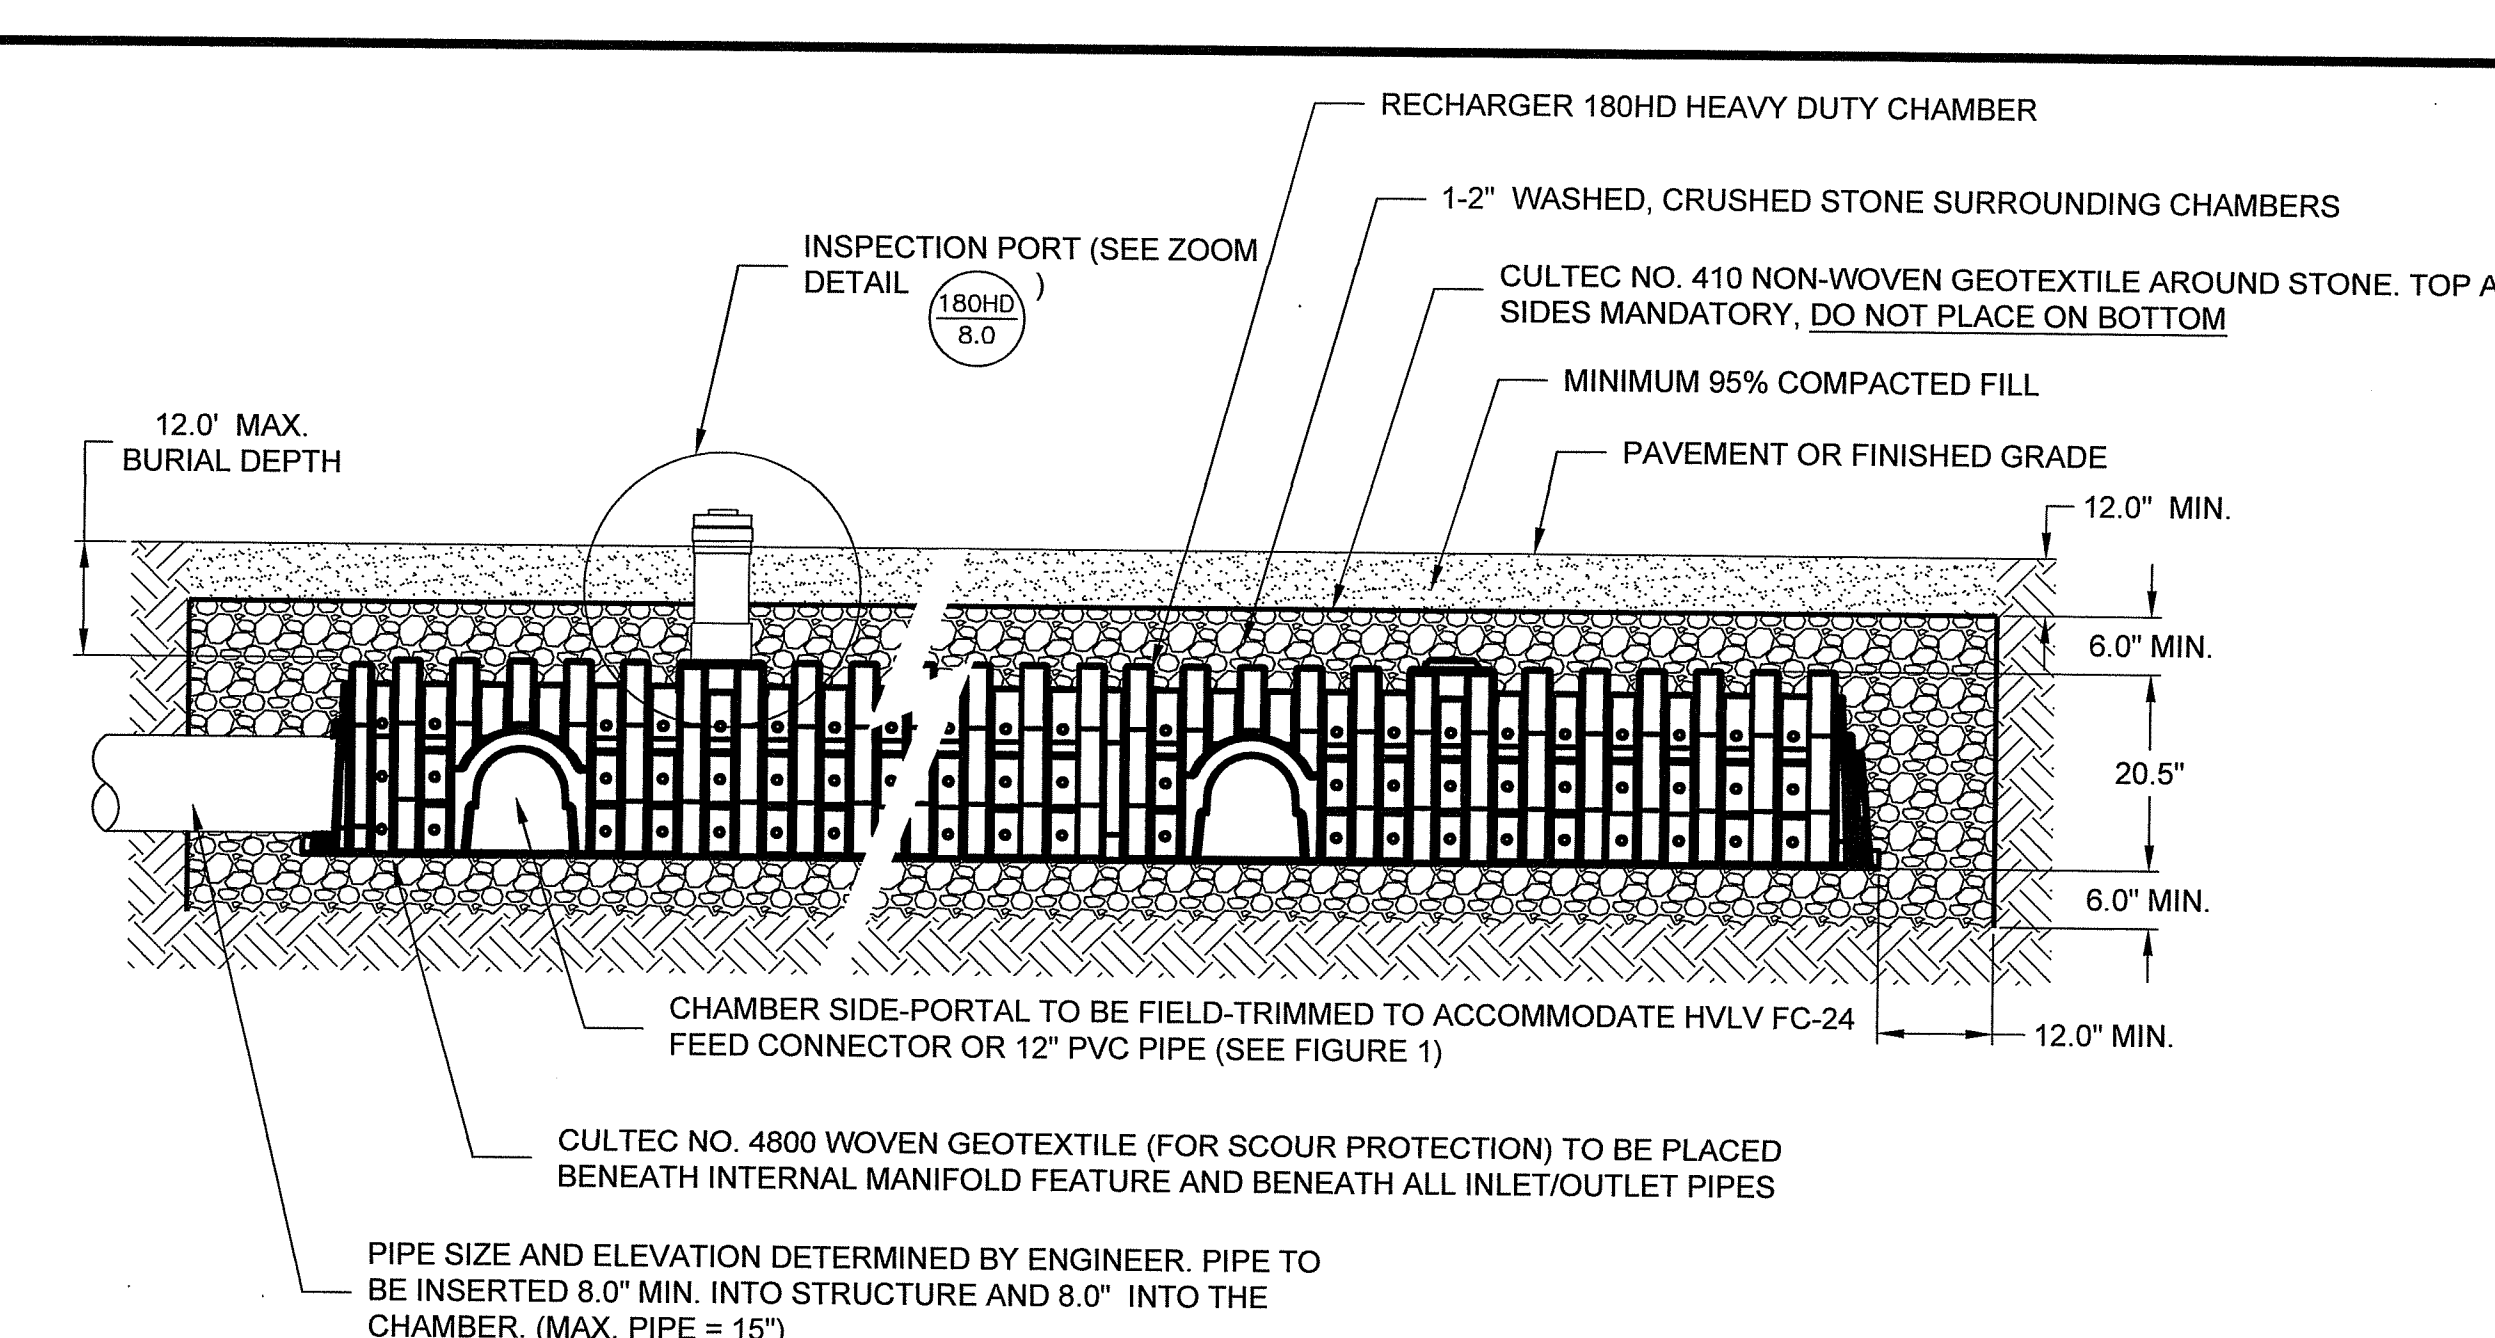 RECHARGER 180HD HEAVY DUTY CHAMBER
1-2" WASHED, CRUSHED STONE SURROUNDING CHAMBERS
INSPECTION PORT (SEE ZOOM
DETAIL 180HD )
8.0
CULTEC NO. 410 NON-WOVEN GEOTEXTILE AROUND STONE. TOP A
SIDES MANDATORY, DO NOT PLACE ON BOTTOM
MINIMUM 95% COMPACTED FILL
12.0' MAX.
BURIAL DEPTH
PAVEMENT OR FINISHED GRADE
12.0" MIN.
6.0" MIN.
20.5"
6.0" MIN.
12.0" MIN.
CHAMBER SIDE-PORTAL TO BE FIELD-TRIMMED TO ACCOMMODATE HVLV FC-24
FEED CONNECTOR OR 12" PVC PIPE (SEE FIGURE 1)
CULTEC NO. 4800 WOVEN GEOTEXTILE (FOR SCOUR PROTECTION) TO BE PLACED
BENEATH INTERNAL MANIFOLD FEATURE AND BENEATH ALL INLET/OUTLET PIPES
PIPE SIZE AND ELEVATION DETERMINED BY ENGINEER. PIPE TO
BE INSERTED 8.0" MIN. INTO STRUCTURE AND 8.0" INTO THE
CHAMBER. (MAX. PIPE = 15")